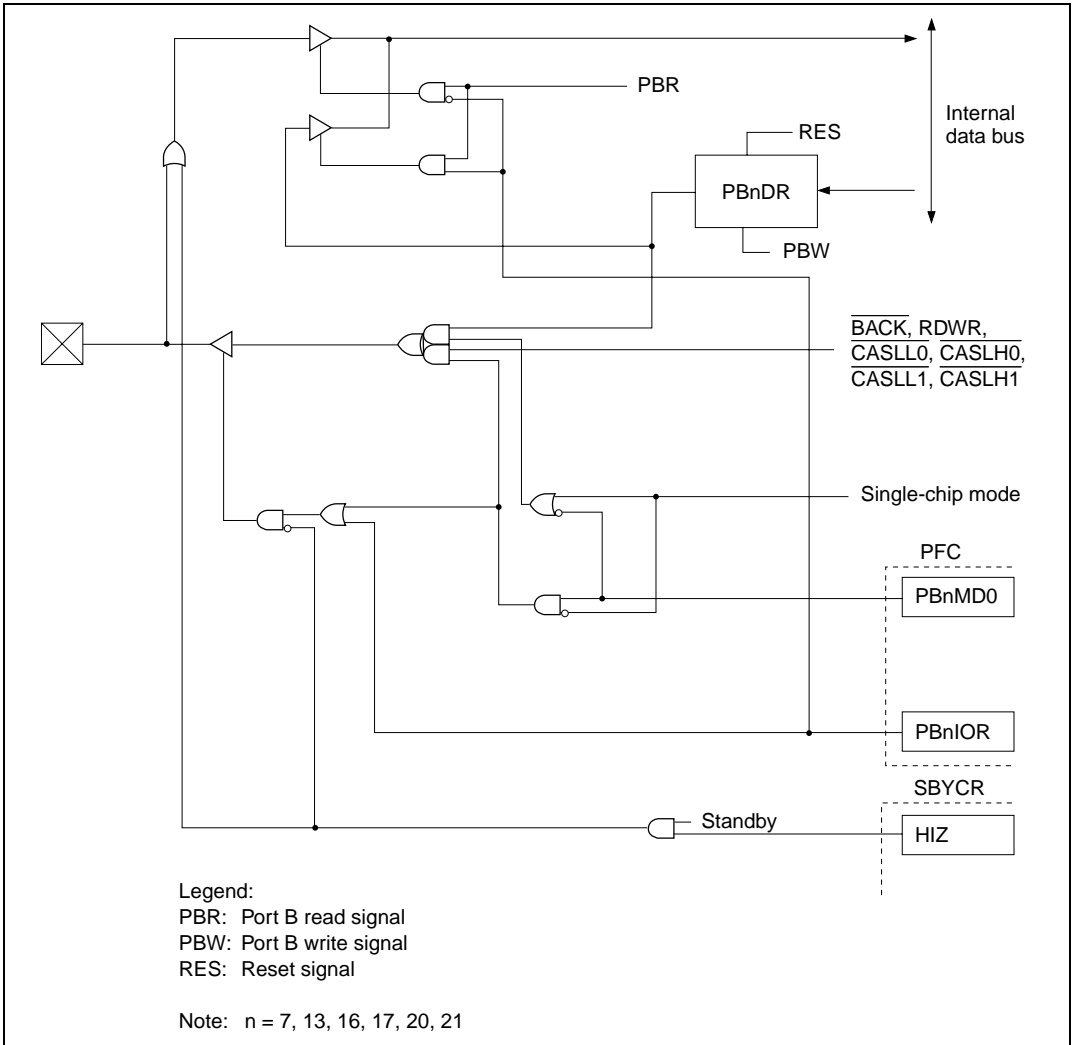 PBR
Internal
data bus
RES
PBnDR
PBW
BACK, RDWR,
CASLL0, CASLH0,
CASLL1, CASLH1
Single-chip mode
PFC
PBnMD0
PBnIOR
SBYCR
Standby
HIZ
Legend:
PBR: Port B read signal
PBW: Port B write signal
RES: Reset signal
Note: n = 7, 13, 16, 17, 20, 21